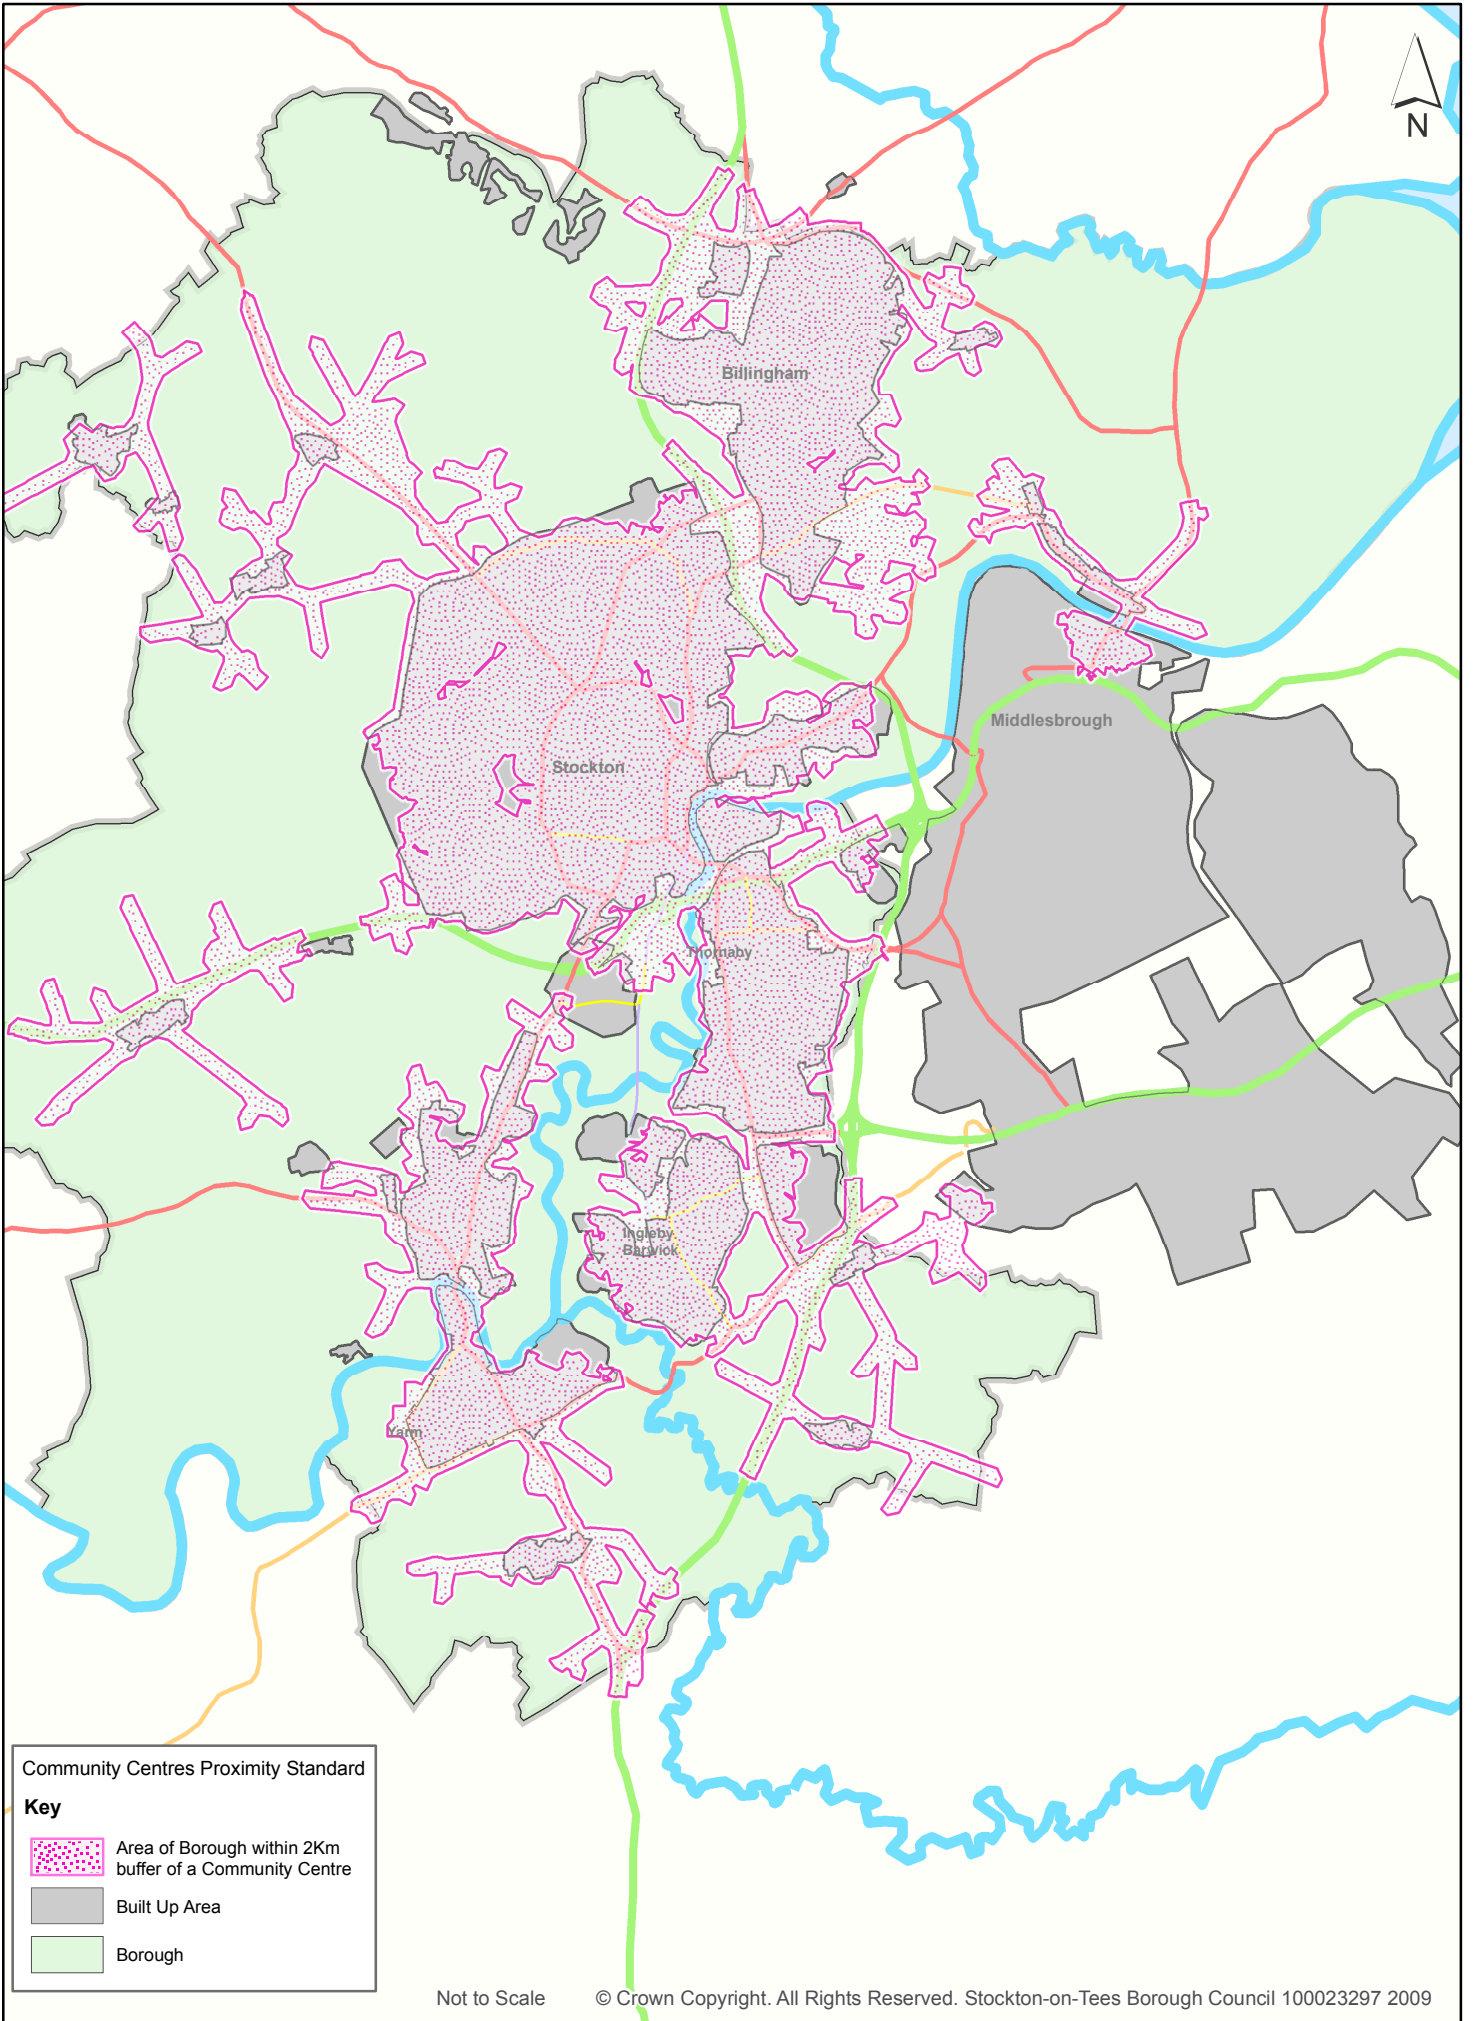 N
Billingham
Middlesbrough
Stockton
Thornaby
Ingleby
Barwick
Yarm
Community Centres Proximity Standard
Key
Area of Borough within 2Km
buffer of a Community Centre
Built Up Area
Borough
Not to Scale
© Crown Copyright. All Rights Reserved. Stockton-on-Tees Borough Council 100023297 2009